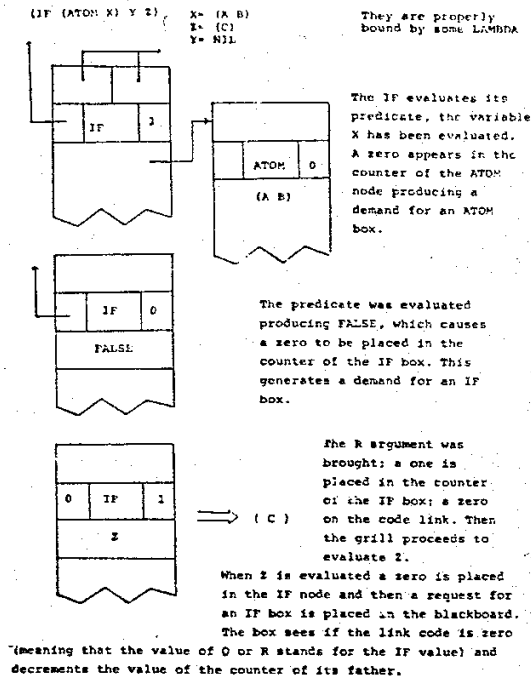 (IF (ATOM X) Y Z)
X= (A B)
Z= (C)
Y= NIL
They are properly
bound by some LAMBDA
IF 1
The IF evaluates its
predicate, the variable
X has been evaluated.
A zero appears in the
counter of the ATOM
node producing a
demand for an ATOM
box.
ATOM 0
(A B)
IF 0
FALSE
The predicate was evaluated
producing FALSE, which causes
a zero to be placed in the
counter of the IF box. This
generates a demand for an IF
box.
0 IF 1
Z
( C )
The R argument was
brought; a one is
placed in the counter
of the IF box; a zero
on the code link. Then
the grill proceeds to
evaluate Z.
When Z is evaluated a zero is placed
in the IF node and then a request for
an IF box is placed in the blackboard.
The box sees if the link code is zero
(meaning that the value of Q or R stands for the IF value) and
decrements the value of the counter of its father.